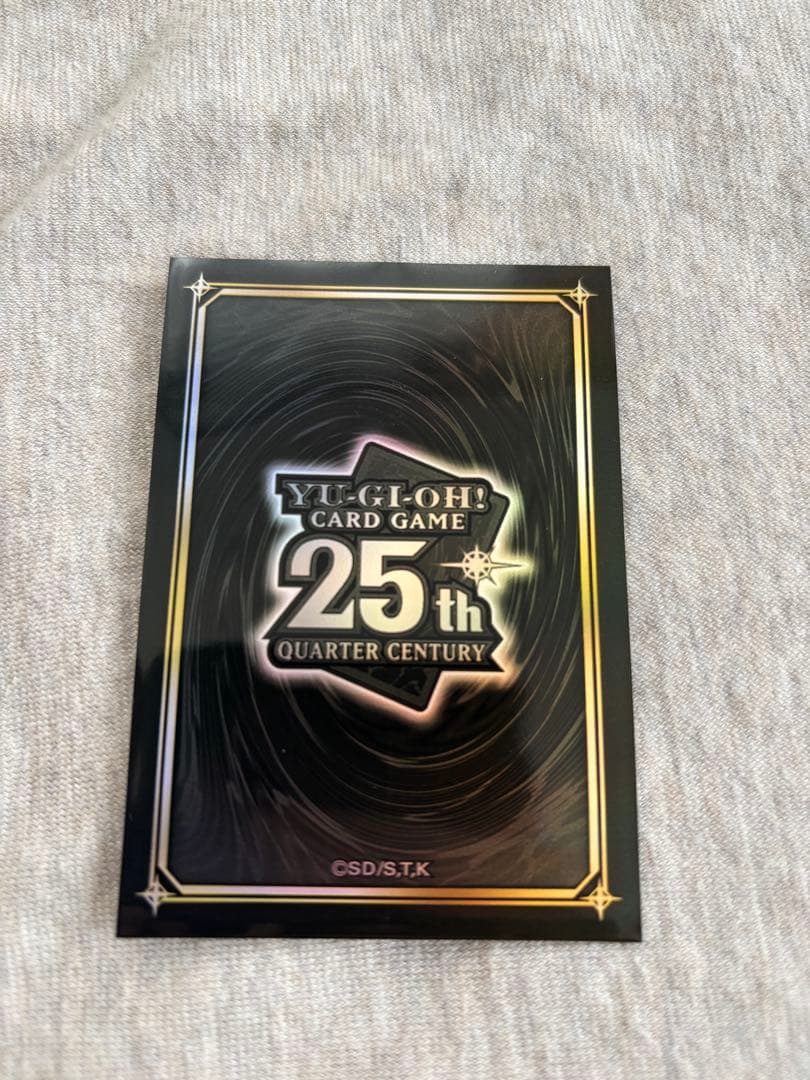 YU-GI-OH!
CARD GAME
25th
QUARTER CENTURY
©SD/S,T,K